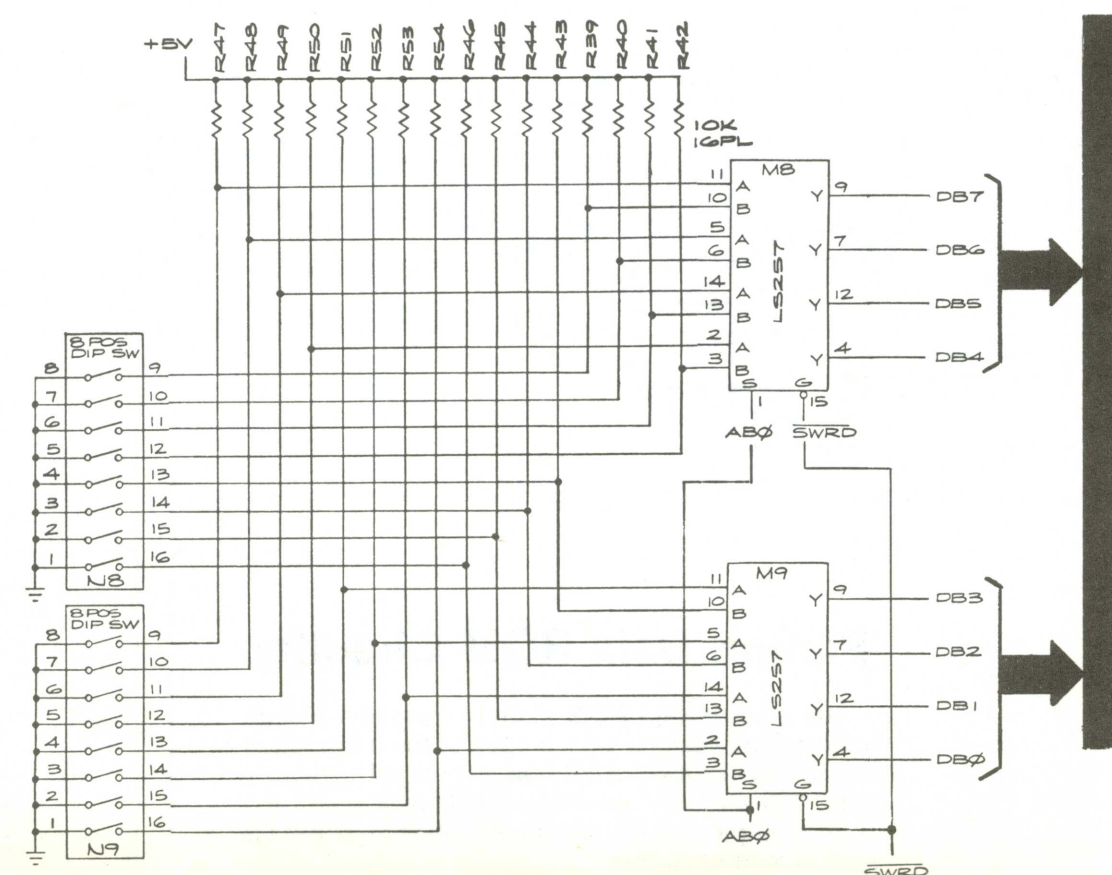 +5V
R47
R48
R49
R50
R51
R52
R53
R54
R46
R45
R44
R43
R39
R40
R41
R42
10K
16PL
M8
LS257
11 A
10 B
5 A
6 B
14 A
13 B
2 A
3 B
Y 9 DB7
Y 7 DB6
Y 12 DB5
Y 4 DB4
S G
1 15
ABØ SWRD
8 POS
DIP SW
8 9
7 10
6 11
5 12
4 13
3 14
2 15
1 16
N8
8 POS
DIP SW
8 9
7 10
6 11
5 12
4 13
3 14
2 15
1 16
N9
M9
LS257
11 A
10 B
5 A
6 B
14 A
13 B
2 A
3 B
Y 9 DB3
Y 7 DB2
Y 12 DB1
Y 4 DBØ
S G
1 15
ABØ
SWRD